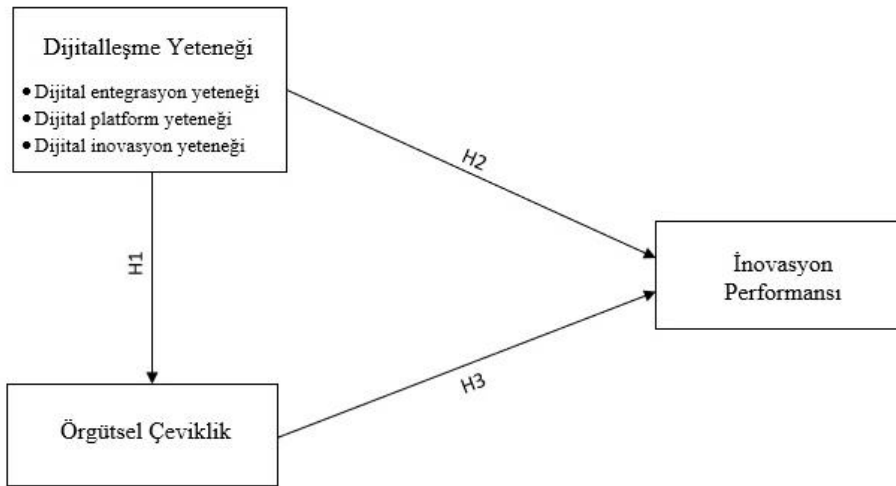 Dijitalleşme Yeteneği
• Dijital entegrasyon yeteneği
• Dijital platform yeteneği
• Dijital inovasyon yeteneği
H2
H1
İnovasyon
Performansı
H3
Örgütsel Çeviklik